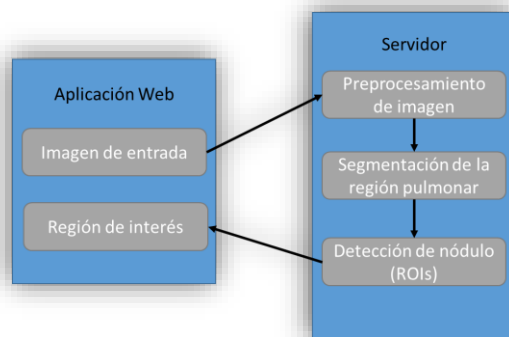 Aplicación Web
Imagen de entrada
Región de interés
Servidor
Preprocesamiento
de imagen
Segmentación de la
región pulmonar
Detección de nódulo
(ROIs)